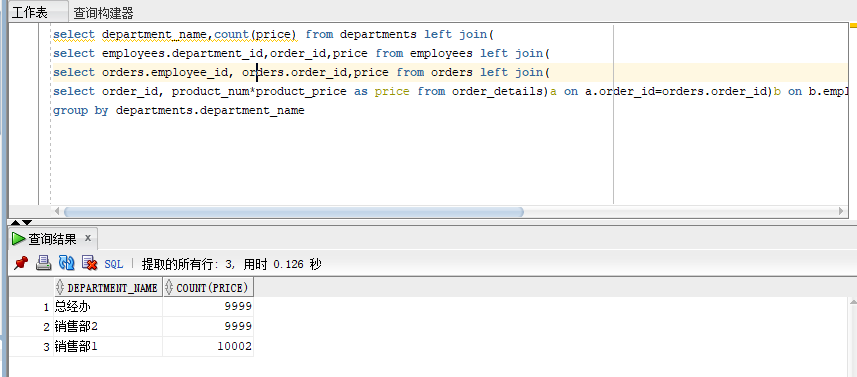 工作表 查询构建器
select department_name,count(price) from departments left join(
select employees.department_id,order_id,price from employees left join(
select orders.employee_id, orders.order_id,price from orders left join(
select order_id, product_num*product_price as price from order_details)a on a.order_id=orders.order_id)b on b.empl
group by departments.department_name
查询结果 x
SQL | 提取的所有行: 3, 用时 0.126 秒
DEPARTMENT_NAME COUNT(PRICE)
1 总经办 9999
2 销售部2 9999
3 销售部1 10002